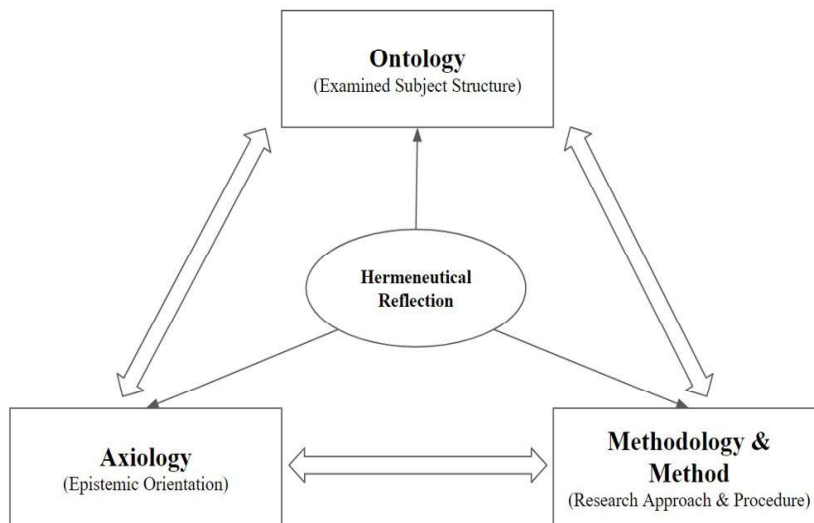 Ontology
(Examined Subject Structure)
Hermeneutical
Reflection
Axiology
(Epistemic Orientation)
Methodology &
Method
(Research Approach & Procedure)